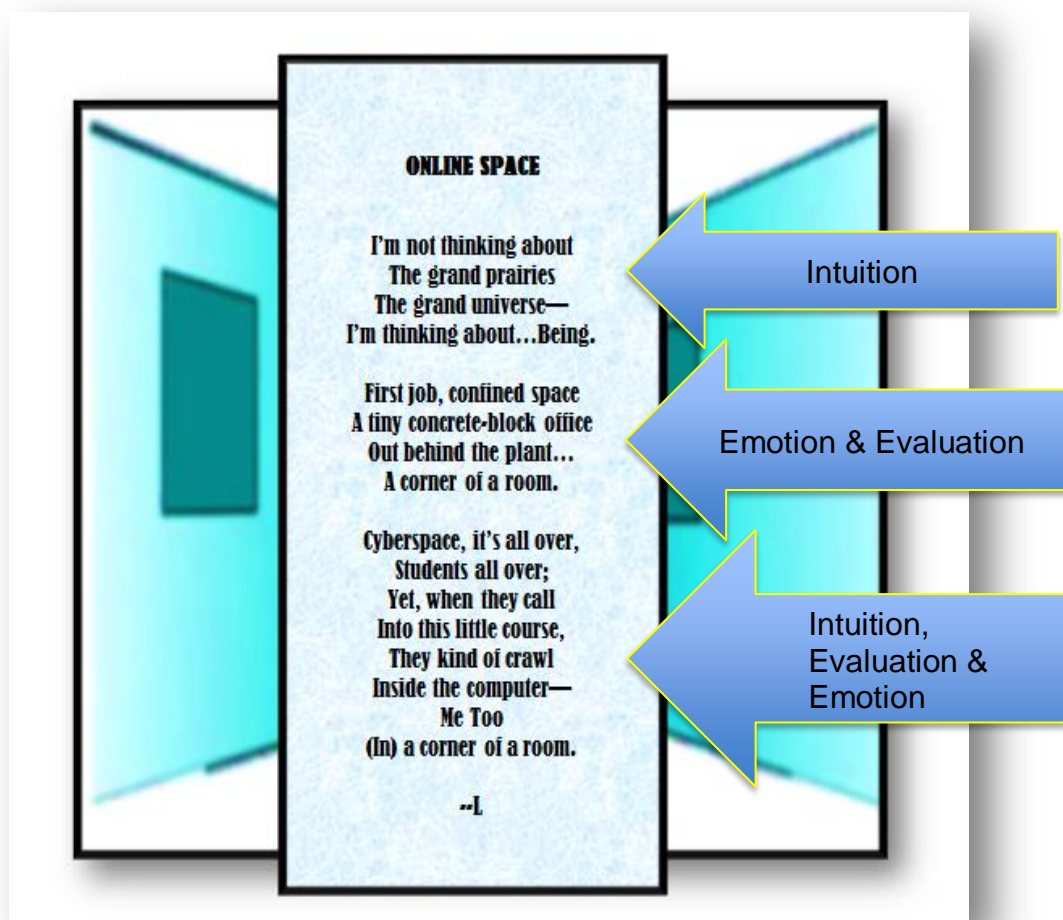 ONLINE SPACE
I'm not thinking about
The grand prairies
The grand universe—
I'm thinking about...Being.
Intuition
First job, confined space
A tiny concrete-block office
Out behind the plant...
A corner of a room.
Emotion & Evaluation
Cyberspace, it's all over,
Students all over;
Yet, when they call
Into this little course,
They kind of crawl
Inside the computer—
Me Too
(In) a corner of a room.
Intuition,
Evaluation &
Emotion
--L